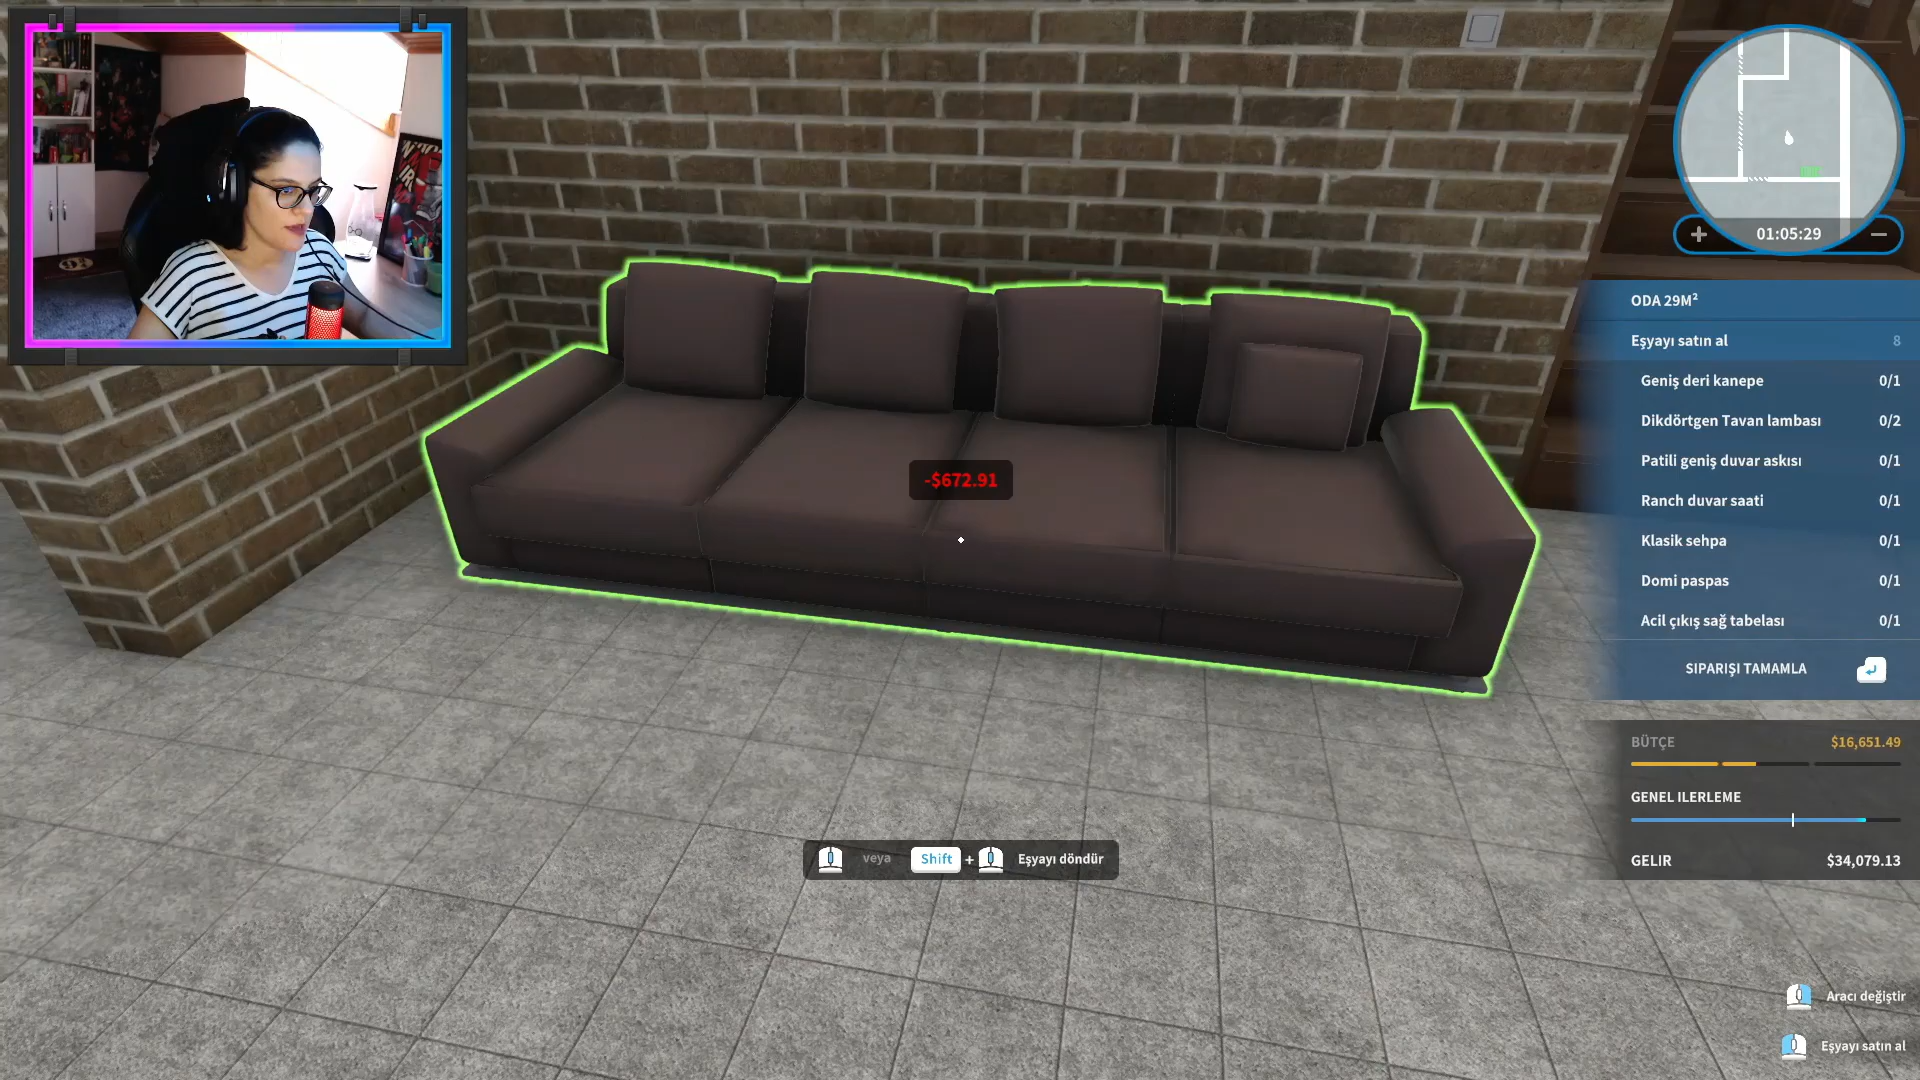 01:05:29
ODA 29M²
Eşyayı satın al 8
Geniş deri kanepe 0/1
Dikdörtgen Tavan lambası 0/2
Patili geniş duvar askısı 0/1
Ranch duvar saati 0/1
Klasik sehpa 0/1
Domi paspas 0/1
Acil çıkış sağ tabelası 0/1
SIPARIŞI TAMAMLA
-$672.91
BÜTÇE $16,651.49
GENEL ILERLEME
GELIR $34,079.13
veya Shift + Eşyayı döndür
Aracı değiştir
Eşyayı satın al